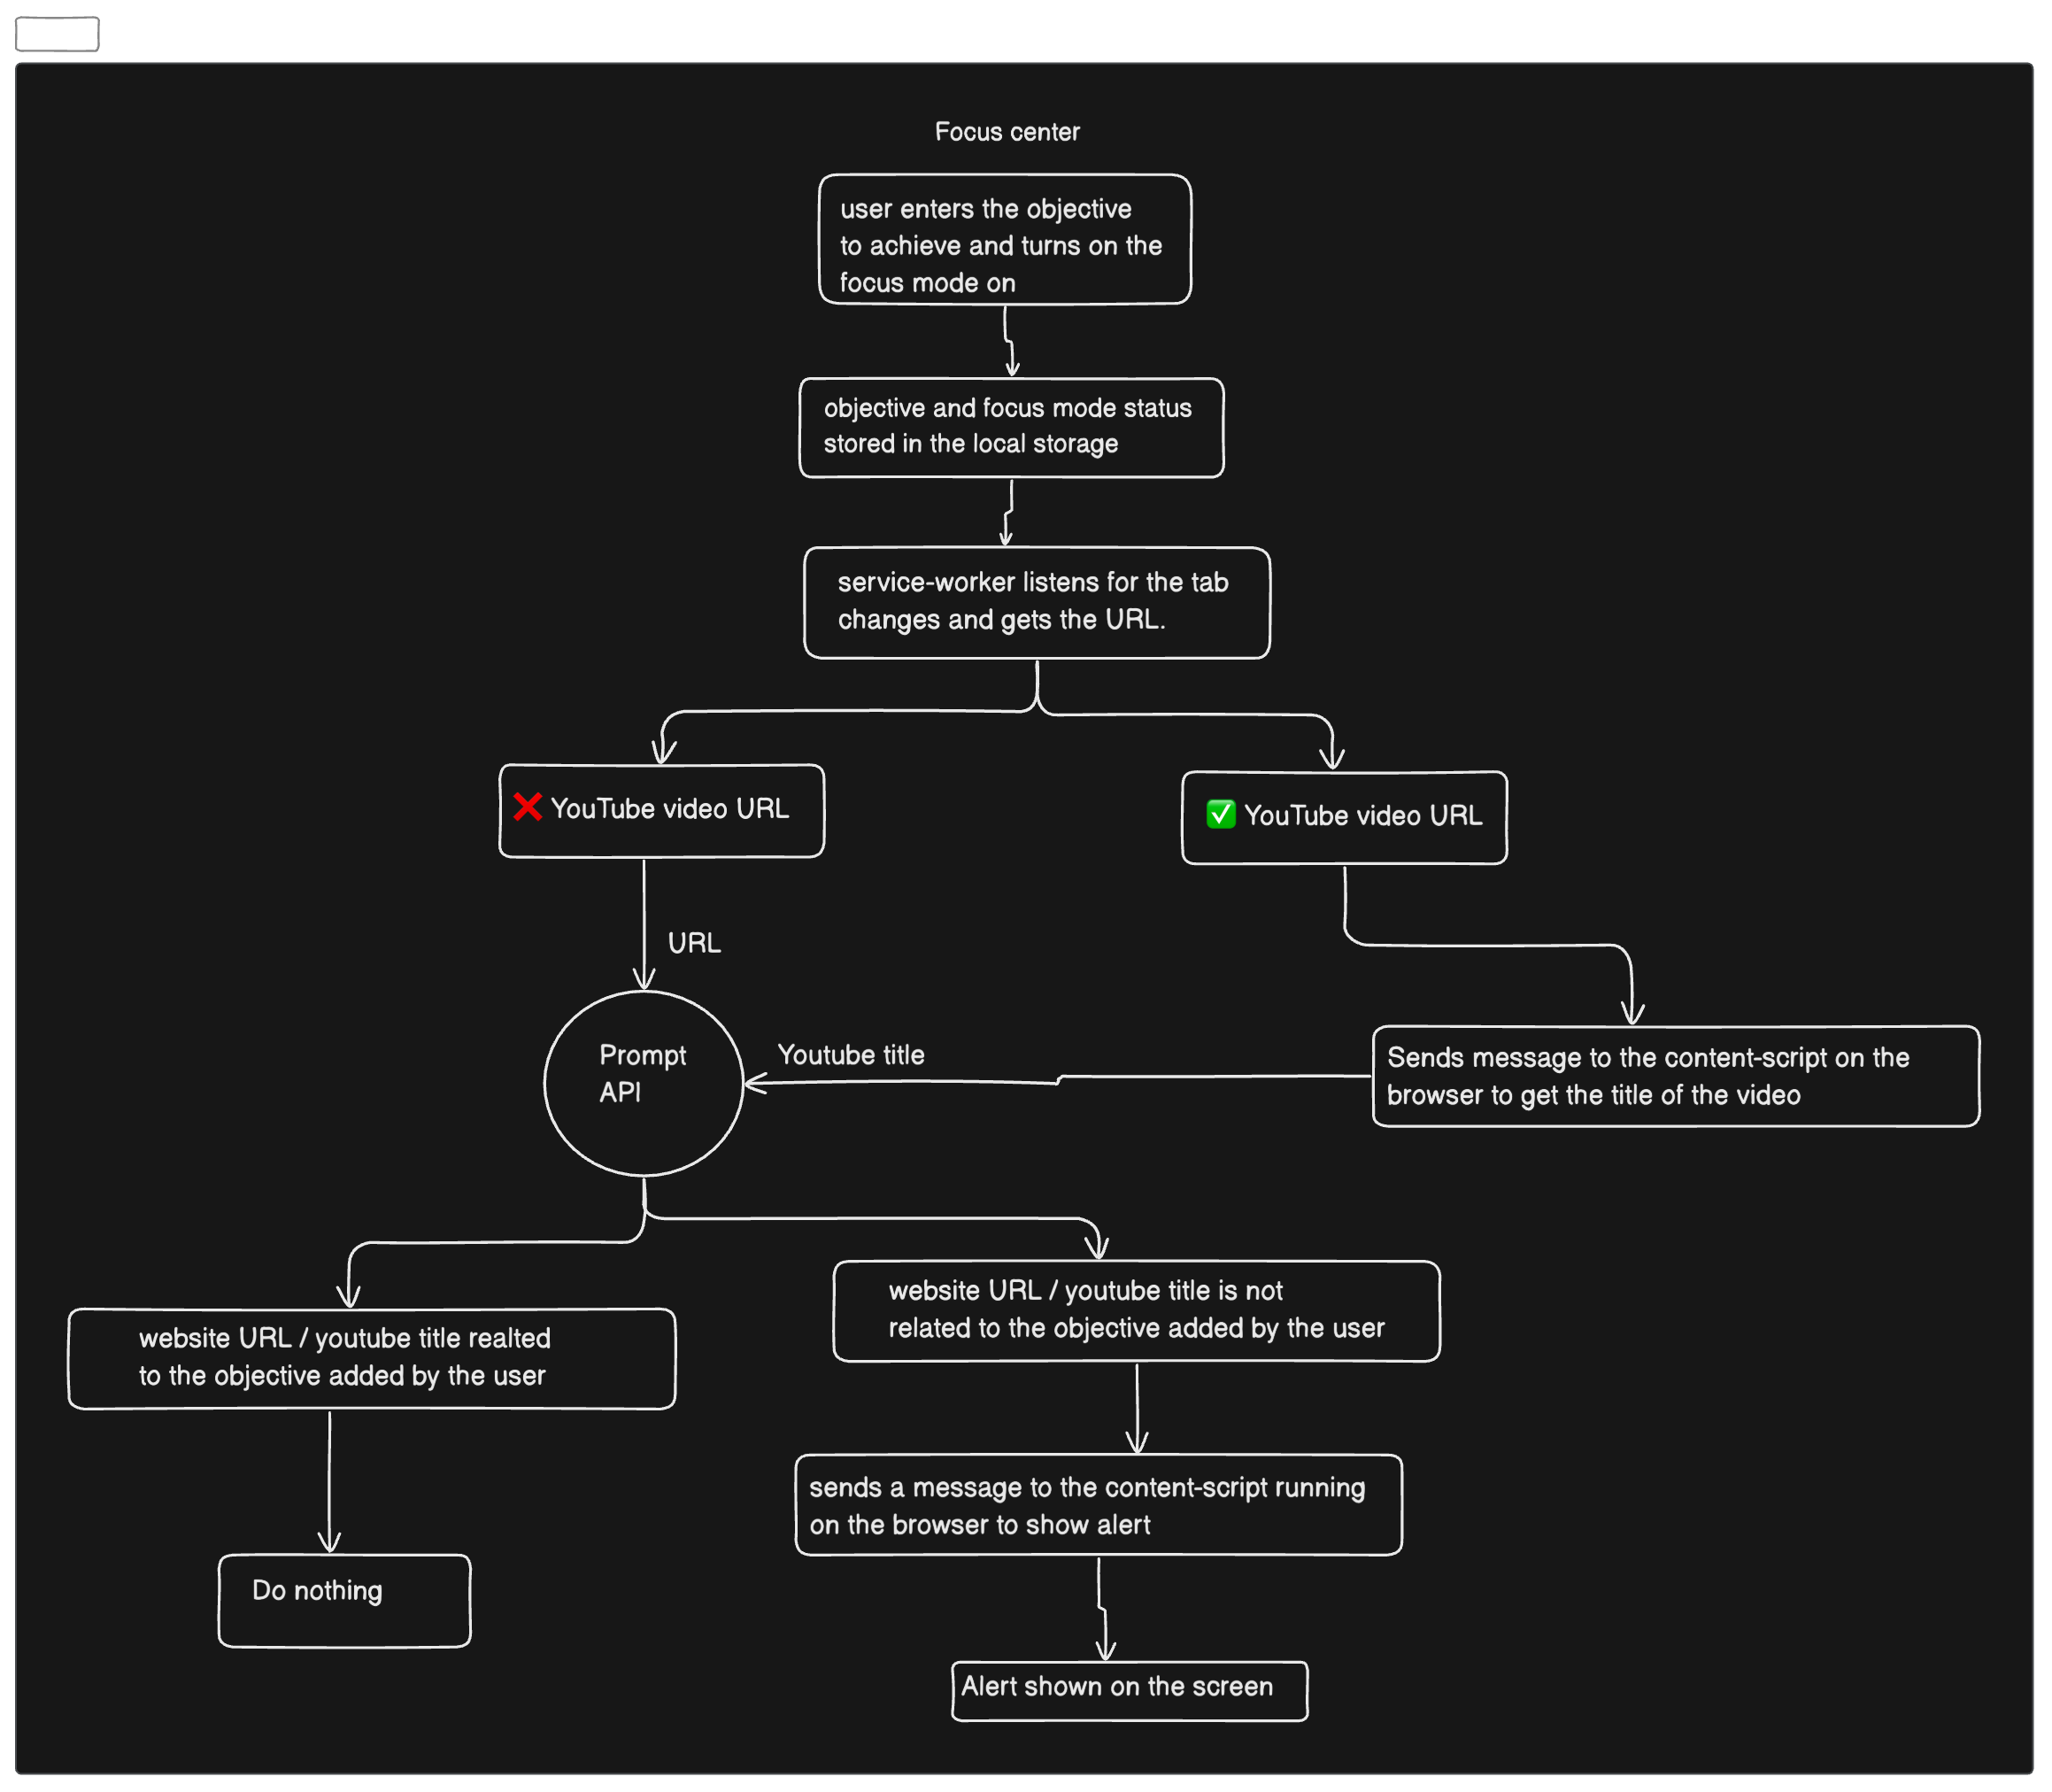 Focus center
user enters the objective
to achieve and turns on the
focus mode on
objective and focus mode status
stored in the local storage
service-worker listens for the tab
changes and gets the URL.
❌ YouTube video URL
✅ YouTube video URL
URL
Prompt
API
Youtube title
Sends message to the content-script on the
browser to get the title of the video
website URL / youtube title realted
to the objective added by the user
website URL / youtube title is not
related to the objective added by the user
sends a message to the content-script running
on the browser to show alert
Do nothing
Alert shown on the screen